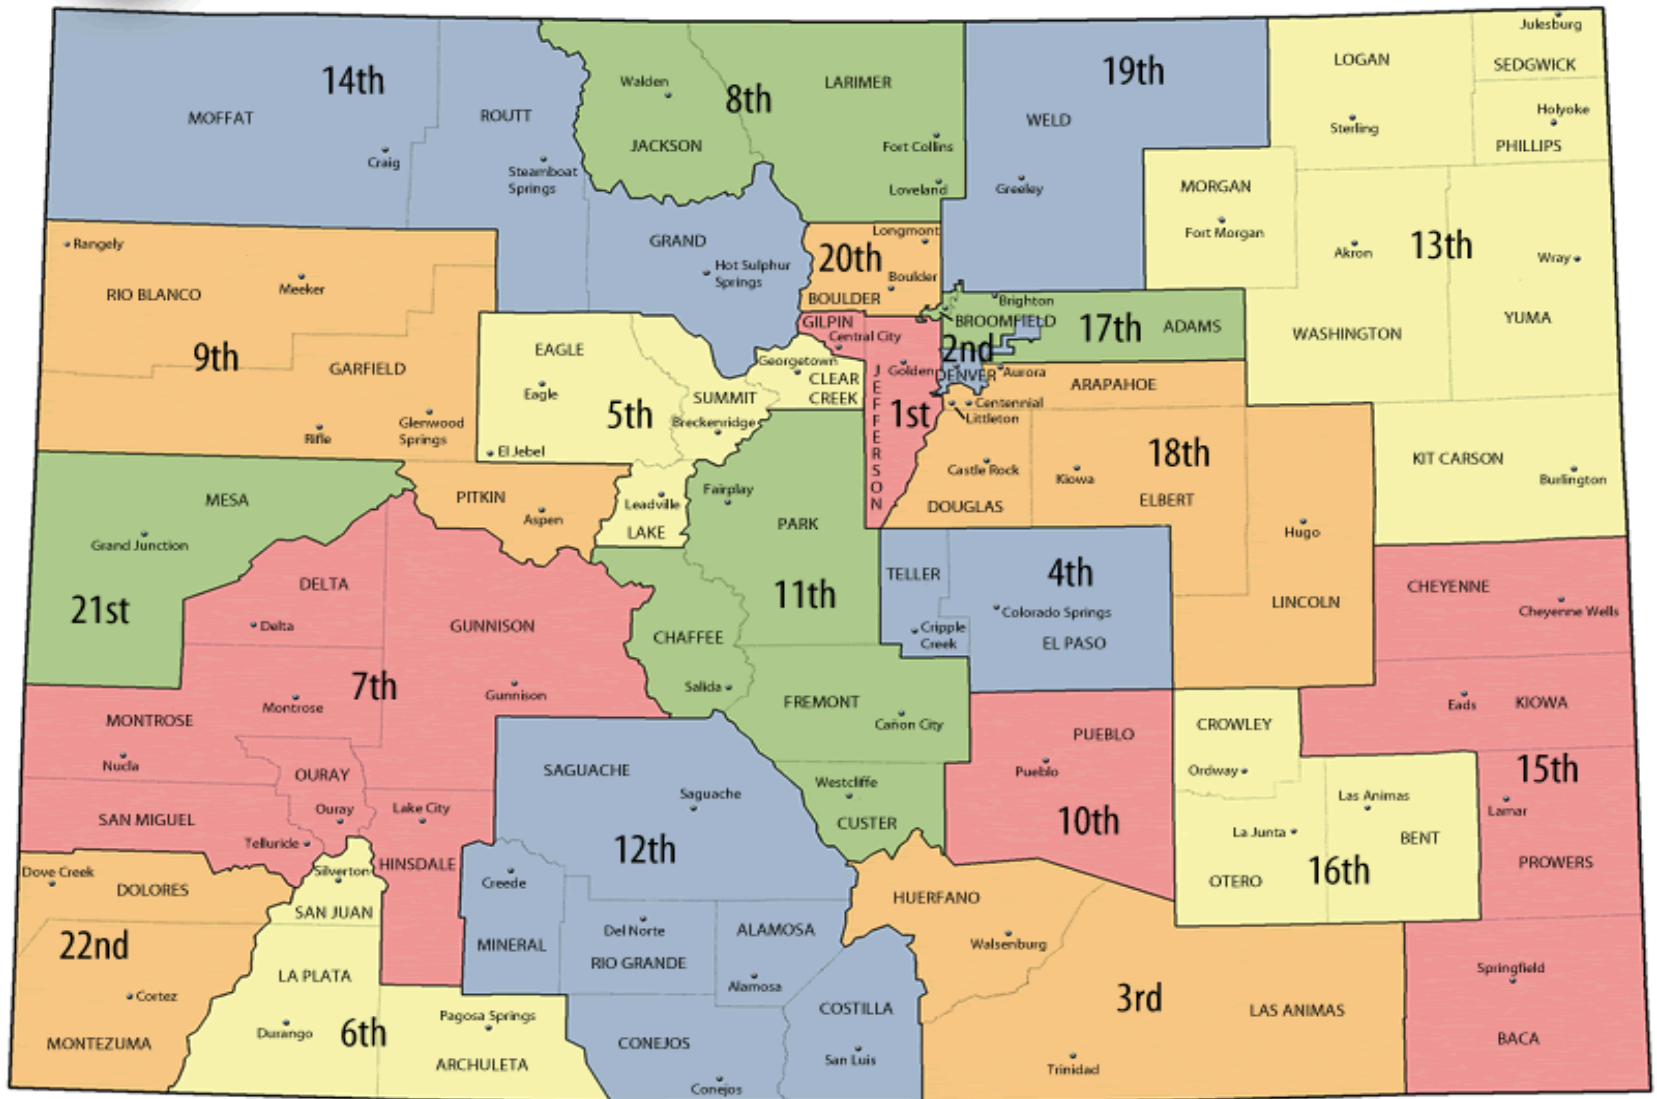 14th
MOFFAT
Craig
ROUTT
Steamboat
Springs
Walden
JACKSON
8th
LARIMER
Fort Collins
Loveland
19th
WELD
Greeley
LOGAN
Sterling
Julesburg
SEDGWICK
Holyoke
PHILLIPS
MORGAN
Fort Morgan
13th
Akron
Wray
WASHINGTON
YUMA
Rangely
RIO BLANCO
Meeker
9th
GARFIELD
Rifle
Glenwood
Springs
GRAND
Hot Sulphur
Springs
20th
Longmont
Boulder
BOULDER
GILPIN
Central City
Brighton
BROOMFIELD
17th
ADAMS
2nd
DENVER
Aurora
Golden
JEFFERSON
1st
Georgetown
CLEAR
CREEK
EAGLE
Eagle
5th
SUMMIT
Breckenridge
El Jebel
ARAPAHOE
Centennial
Littleton
18th
Castle Rock
Kiowa
DOUGLAS
ELBERT
KIT CARSON
Burlington
Hugo
LINCOLN
MESA
Grand Junction
21st
PITKIN
Aspen
Leadville
LAKE
Fairplay
PARK
11th
CHAFFEE
Salida
FREMONT
Cañon City
Westcliffe
CUSTER
TELLER
Cripple
Creek
4th
Colorado Springs
EL PASO
CHEYENNE
Cheyenne Wells
DELTA
Delta
GUNNISON
Gunnison
7th
Montrose
MONTROSE
Nucla
OURAY
Ouray
SAN MIGUEL
Telluride
Lake City
HINSDALE
PUEBLO
Pueblo
10th
CROWLEY
Ordway
Eads
KIOWA
15th
Lamar
PROWERS
Las Animas
La Junta
BENT
OTERO
16th
SAGUACHE
Saguache
12th
Creede
MINERAL
Del Norte
RIO GRANDE
ALAMOSA
Alamosa
COSTILLA
San Luis
CONEJOS
Conejos
Dove Creek
DOLORES
22nd
Cortez
MONTEZUMA
Silverton
SAN JUAN
LA PLATA
Durango
6th
Pagosa Springs
ARCHULETA
HUERFANO
Walsenburg
3rd
LAS ANIMAS
Trinidad
Springfield
BACA